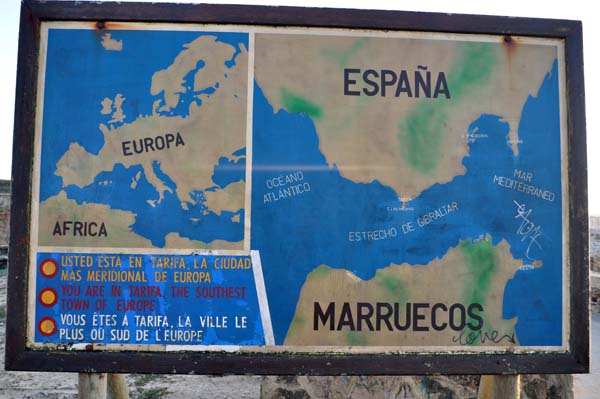 EUROPA
AFRICA
ESPAÑA
OCEANO
ATLÁNTICO
MAR
MEDITERRANEO
ESTRECHO DE GIBRALTAR
MARRUECOS
USTED ESTÁ EN TARIFA, LA CIUDAD
MAS MERIDIONAL DE EUROPA
YOU ARE IN TARIFA, THE SOUTHEST
TOWN OF EUROPE
VOUS ÊTES A TARIFA, LA VILLE LE
PLUS OÙ SUD DE L'EUROPE